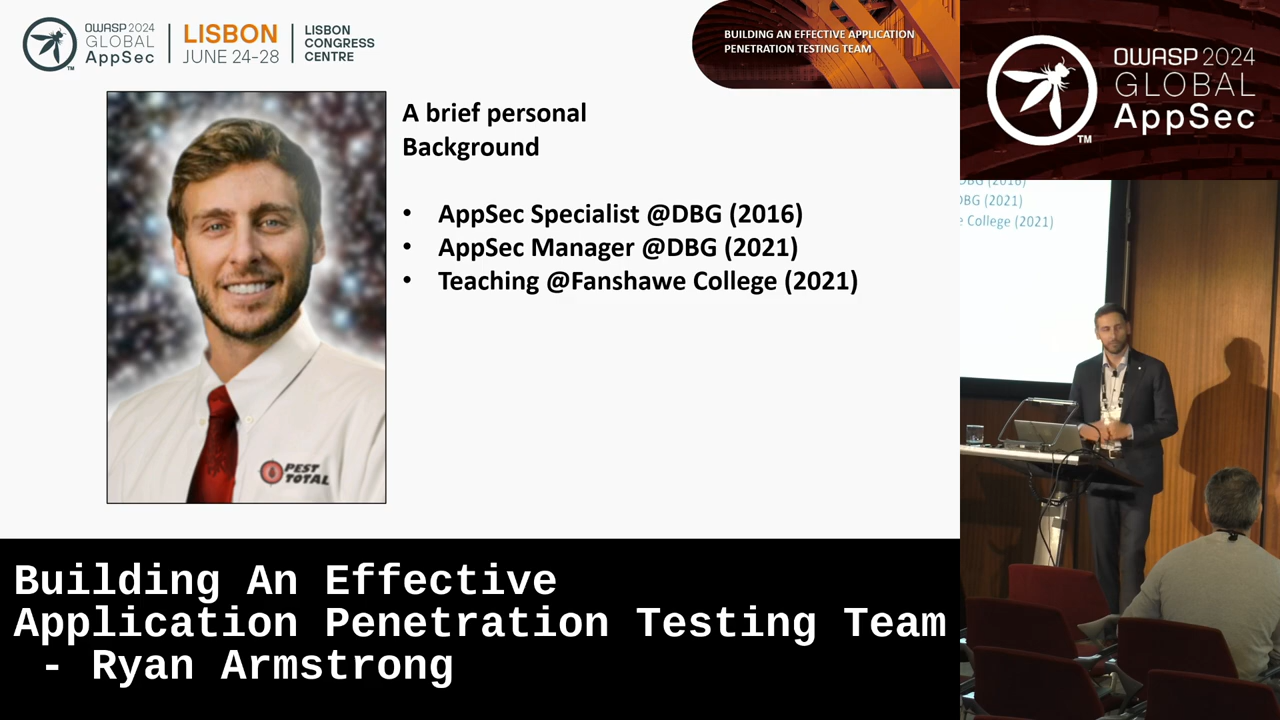 OWASP 2024
GLOBAL
AppSec
TM
LISBON
JUNE 24-28
LISBON
CONGRESS
CENTRE
BUILDING AN EFFECTIVE APPLICATION
PENETRATION TESTING TEAM
A brief personal
Background
• AppSec Specialist @DBG (2016)
• AppSec Manager @DBG (2021)
• Teaching @Fanshawe College (2021)
PEST
TOTAL
OWASP 2024
GLOBAL
AppSec
TM
DBG (2016)
DBG (2021)
e College (2021)
Building An Effective
Application Penetration Testing Team
- Ryan Armstrong